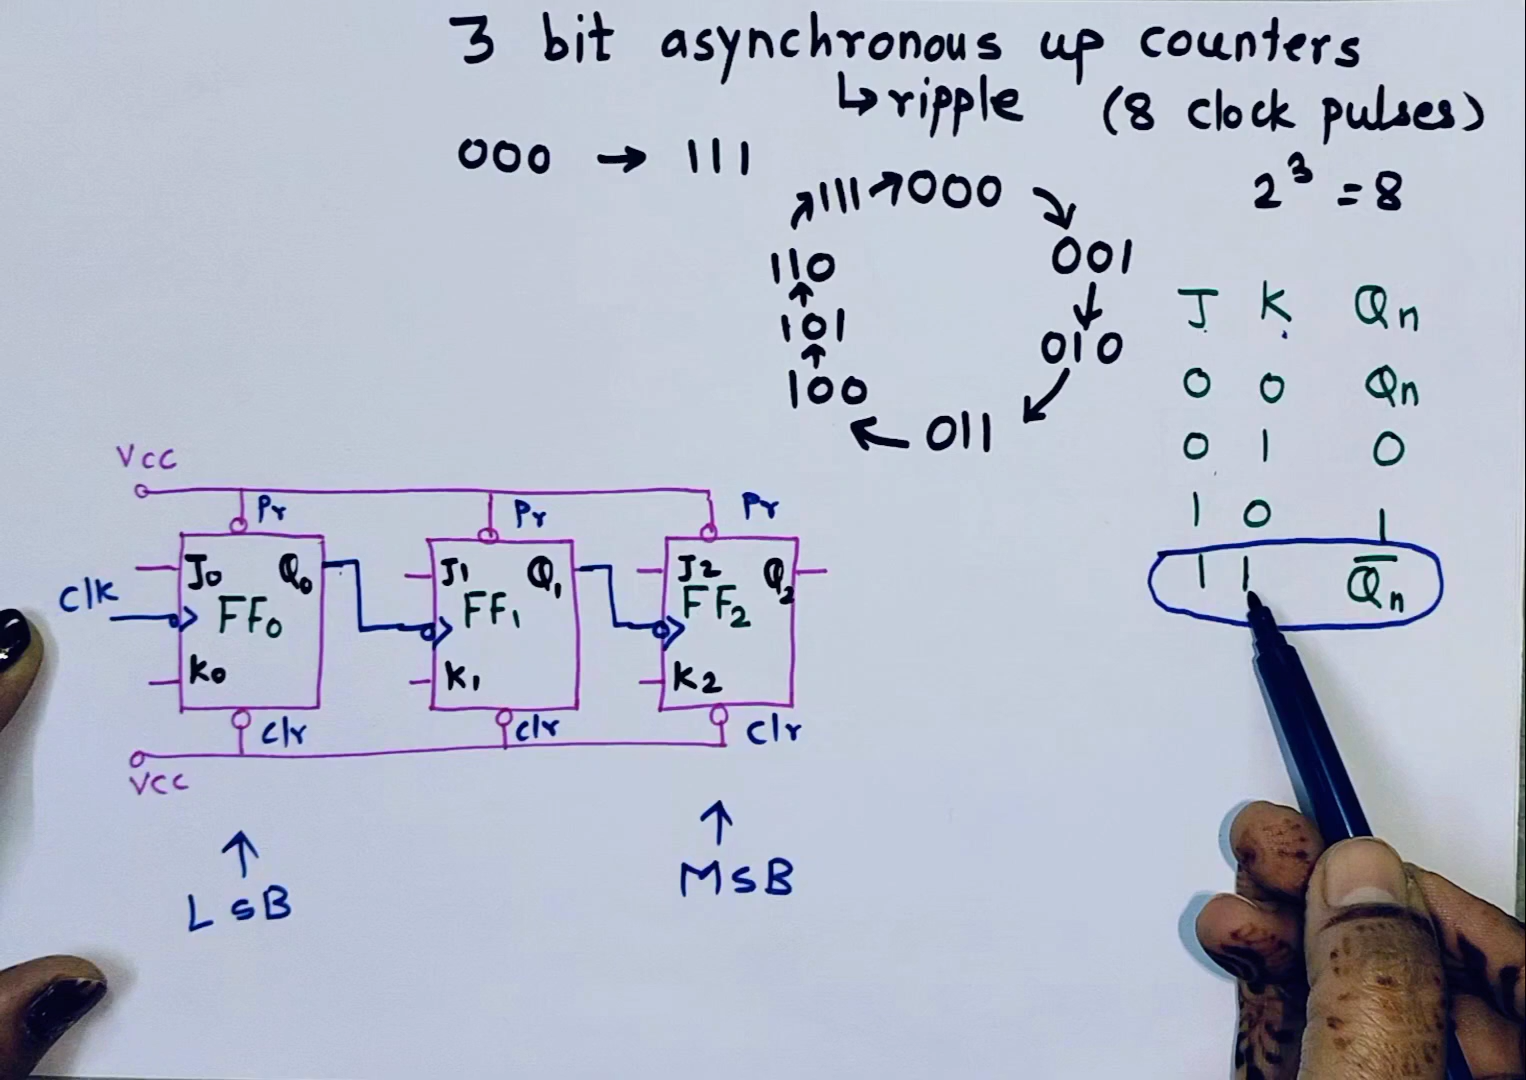 3 bit asynchronous up counters
↳ ripple (8 clock pulses)
000 → 111
2³ = 8
↗111↗000↘
110 001
↑ ↓
101 010
↑ ↙
100
↖ 011
J K Qn
0 0 Qn
0 1 0
1 0 1
1 1 Q̅n
Vcc
Pr Pr Pr
J0 Q0 J1 Q1 J2 Q2
Clk FF0 FF1 FF2
K0 K1 K2
Clr Clr Clr
Vcc
↑ ↑
LSB MSB